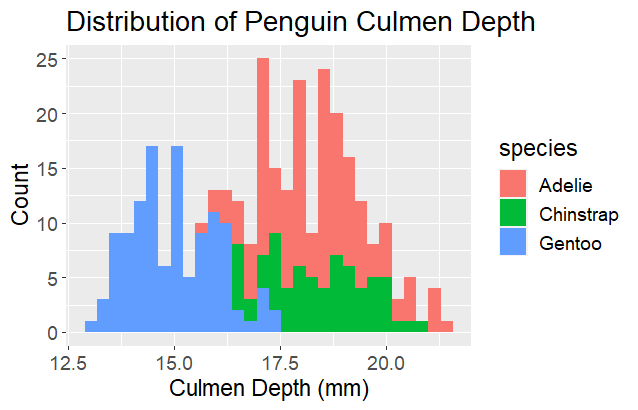 Distribution of Penguin Culmen Depth
25
20
15
10
5
0
Count
12.5 15.0 17.5 20.0
Culmen Depth (mm)
species
Adelie
Chinstrap
Gentoo